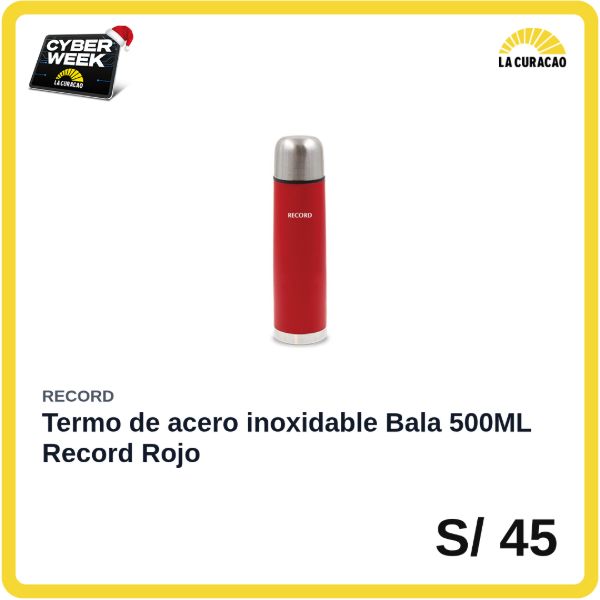 CYBER
WEEK
LA CURACAO
LA CURACAO
RECORD
RECORD
Termo de acero inoxidable Bala 500ML
Record Rojo
S/ 45